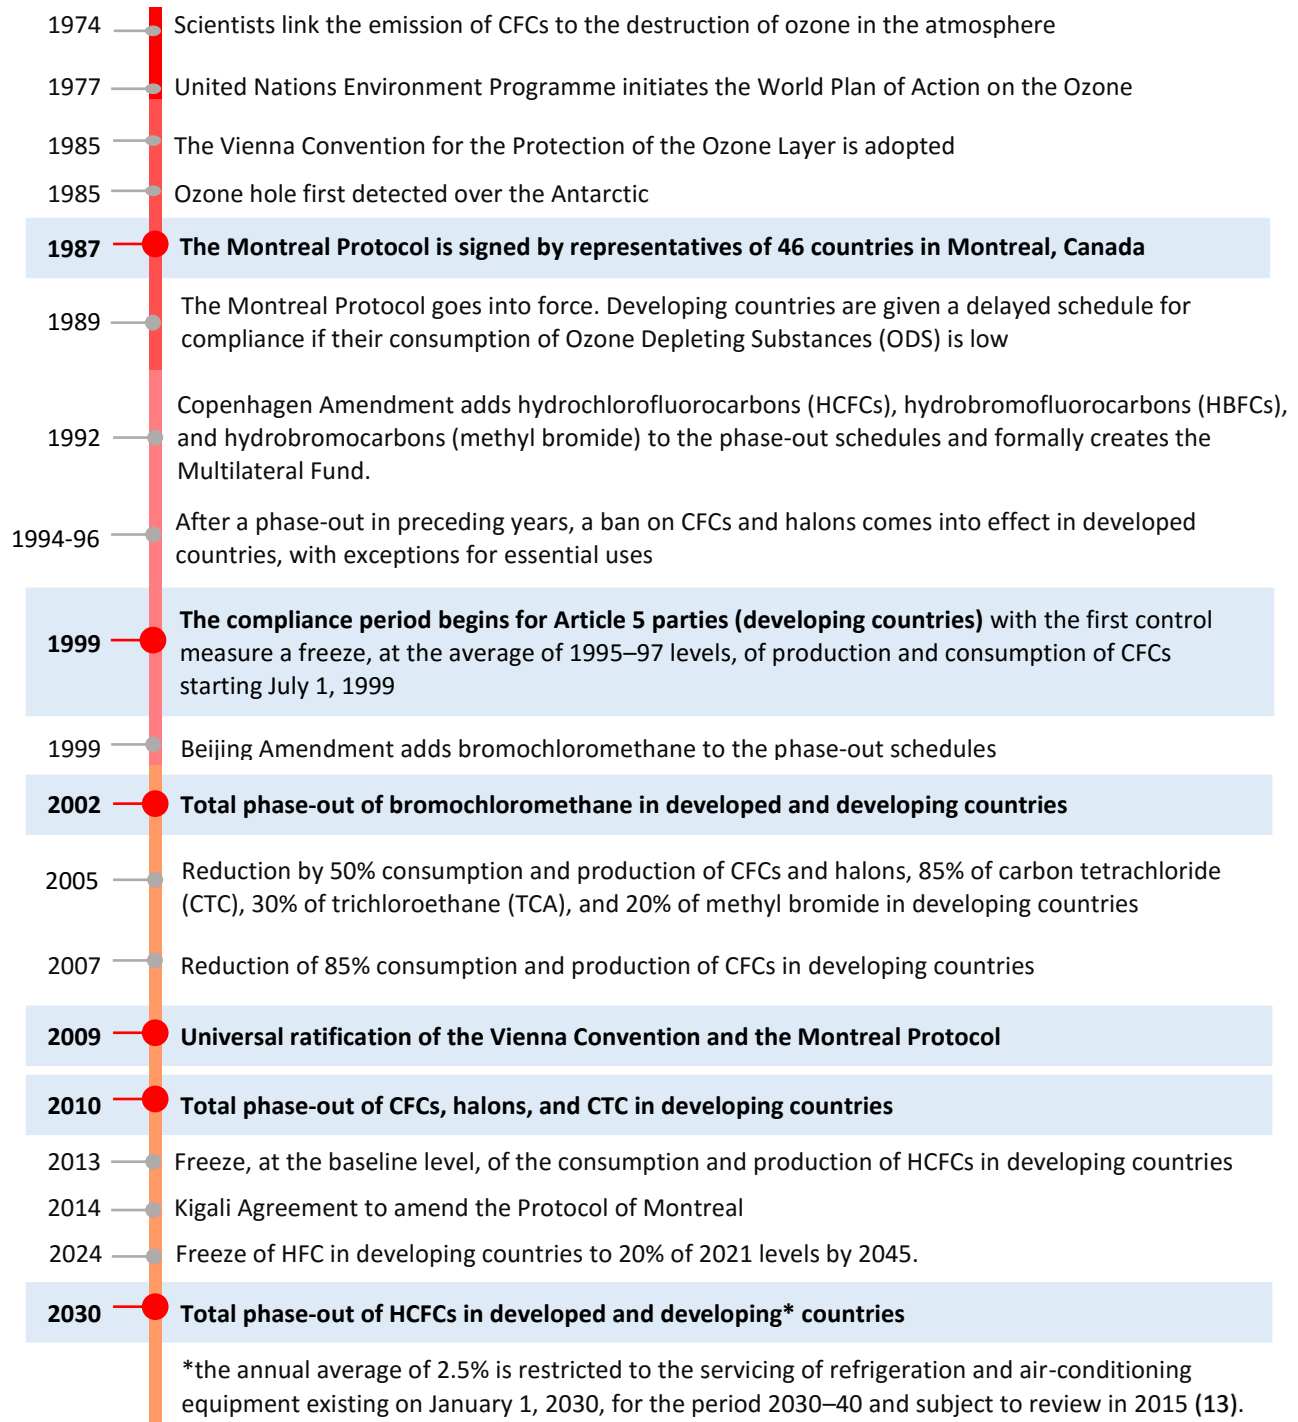 1974 Scientists link the emission of CFCs to the destruction of ozone in the atmosphere
1977 United Nations Environment Programme initiates the World Plan of Action on the Ozone
1985 The Vienna Convention for the Protection of the Ozone Layer is adopted
1985 Ozone hole first detected over the Antarctic
1987 The Montreal Protocol is signed by representatives of 46 countries in Montreal, Canada
1989 The Montreal Protocol goes into force. Developing countries are given a delayed schedule for
compliance if their consumption of Ozone Depleting Substances (ODS) is low
Copenhagen Amendment adds hydrochlorofluorocarbons (HCFCs), hydrobromofluorocarbons (HBFCs),
1992 and hydrobromocarbons (methyl bromide) to the phase-out schedules and formally creates the
Multilateral Fund.
1994-96 After a phase-out in preceding years, a ban on CFCs and halons comes into effect in developed
countries, with exceptions for essential uses
The compliance period begins for Article 5 parties (developing countries) with the first control
1999 measure a freeze, at the average of 1995–97 levels, of production and consumption of CFCs
starting July 1, 1999
1999 Beijing Amendment adds bromochloromethane to the phase-out schedules
2002 Total phase-out of bromochloromethane in developed and developing countries
2005 Reduction by 50% consumption and production of CFCs and halons, 85% of carbon tetrachloride
(CTC), 30% of trichloroethane (TCA), and 20% of methyl bromide in developing countries
2007 Reduction of 85% consumption and production of CFCs in developing countries
2009 Universal ratification of the Vienna Convention and the Montreal Protocol
2010 Total phase-out of CFCs, halons, and CTC in developing countries
2013 Freeze, at the baseline level, of the consumption and production of HCFCs in developing countries
2014 Kigali Agreement to amend the Protocol of Montreal
2024 Freeze of HFC in developing countries to 20% of 2021 levels by 2045.
2030 Total phase-out of HCFCs in developed and developing* countries
*the annual average of 2.5% is restricted to the servicing of refrigeration and air-conditioning
equipment existing on January 1, 2030, for the period 2030–40 and subject to review in 2015 (13).